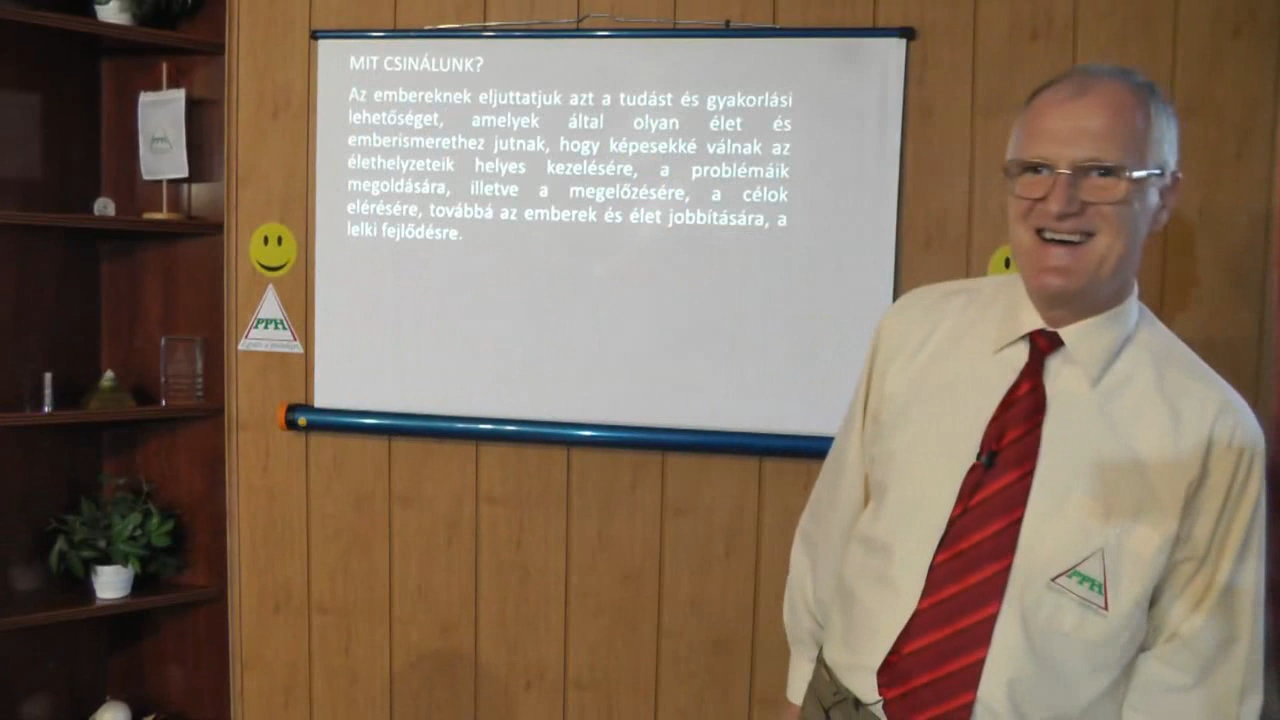 MIT CSINÁLUNK?
Az embereknek eljuttatjuk azt a tudást és gyakorlási
lehetőséget, amelyek által olyan élet és
emberismerethez jutnak, hogy képesekké válnak az
élethelyzeteik helyes kezelésére, a problémáik
megoldására, illetve a megelőzésére, a célok
elérésére, továbbá az emberek és élet jobbítására, a
lelki fejlődésre.
PPH
PPH